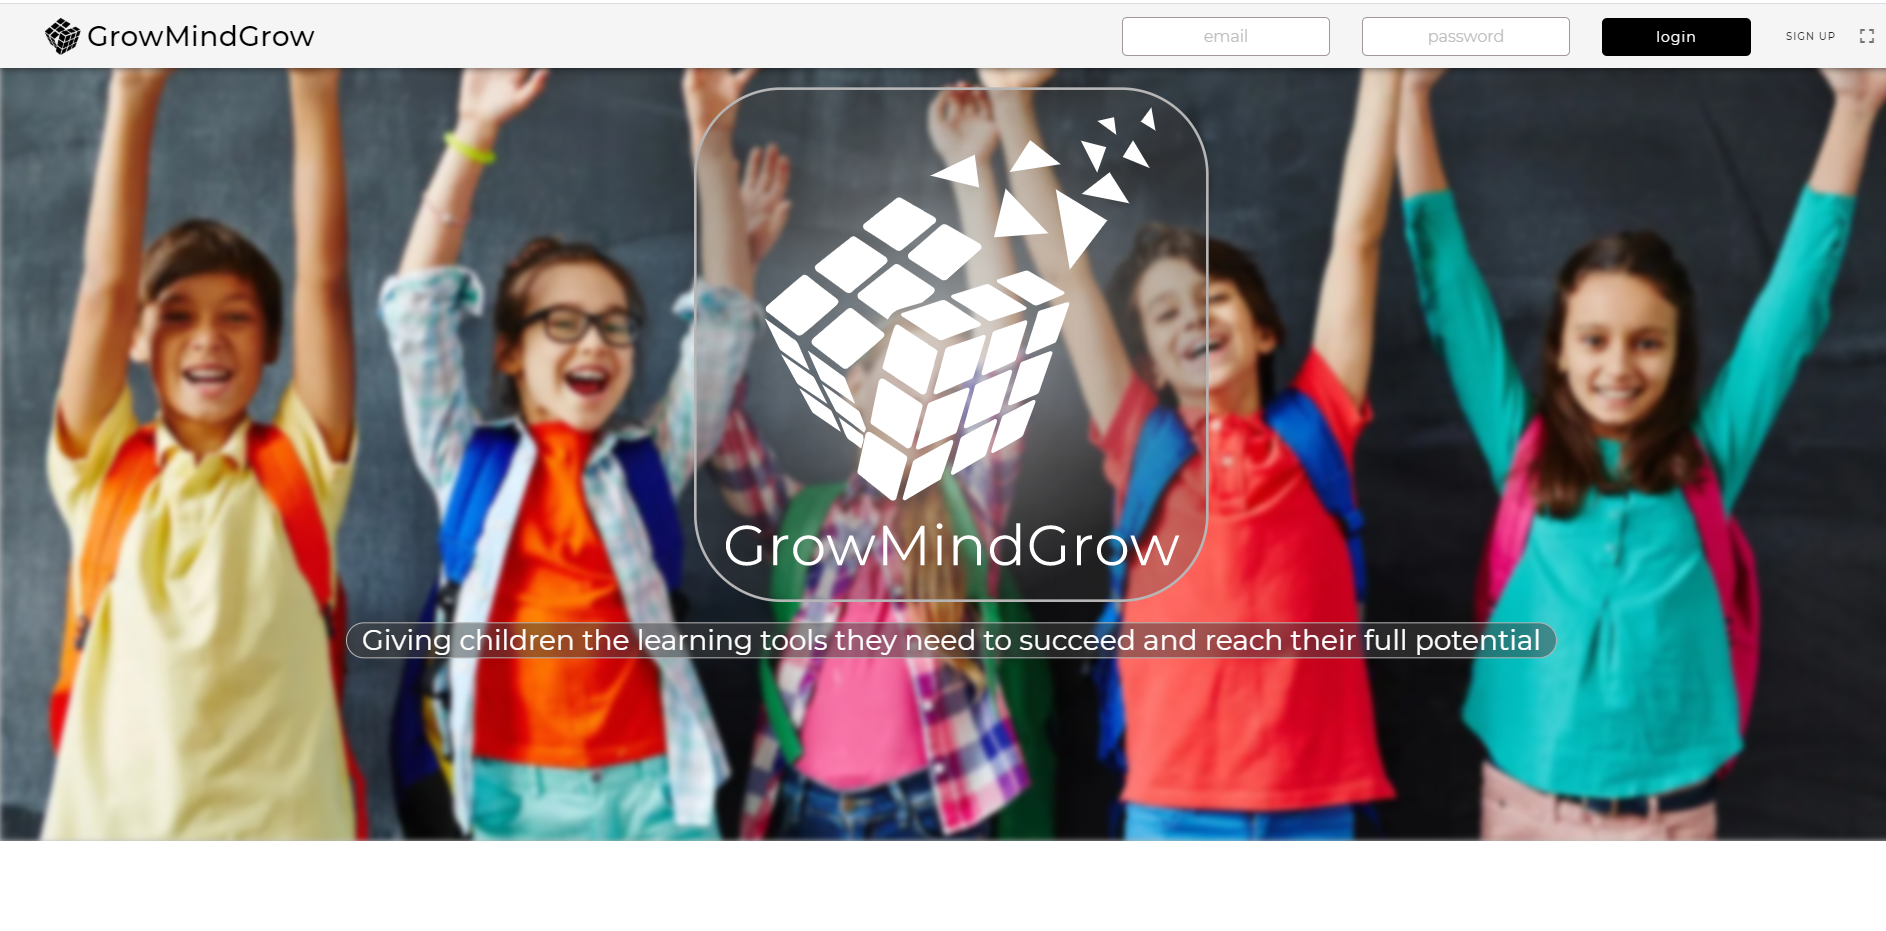 GrowMindGrow
email
password
login
SIGN UP
GrowMindGrow
Giving children the learning tools they need to succeed and reach their full potential